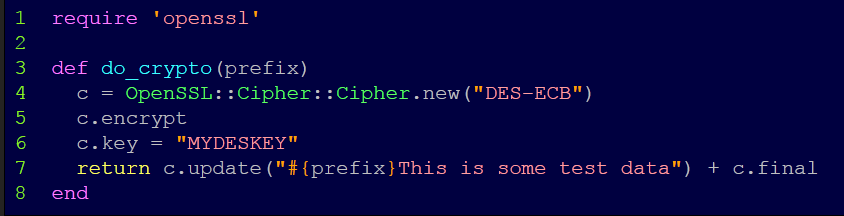 1 require 'openssl'
2
3 def do_crypto(prefix)
4   c = OpenSSL::Cipher::Cipher.new("DES-ECB")
5   c.encrypt
6   c.key = "MYDESKEY"
7   return c.update("#{prefix}This is some test data") + c.final
8 end